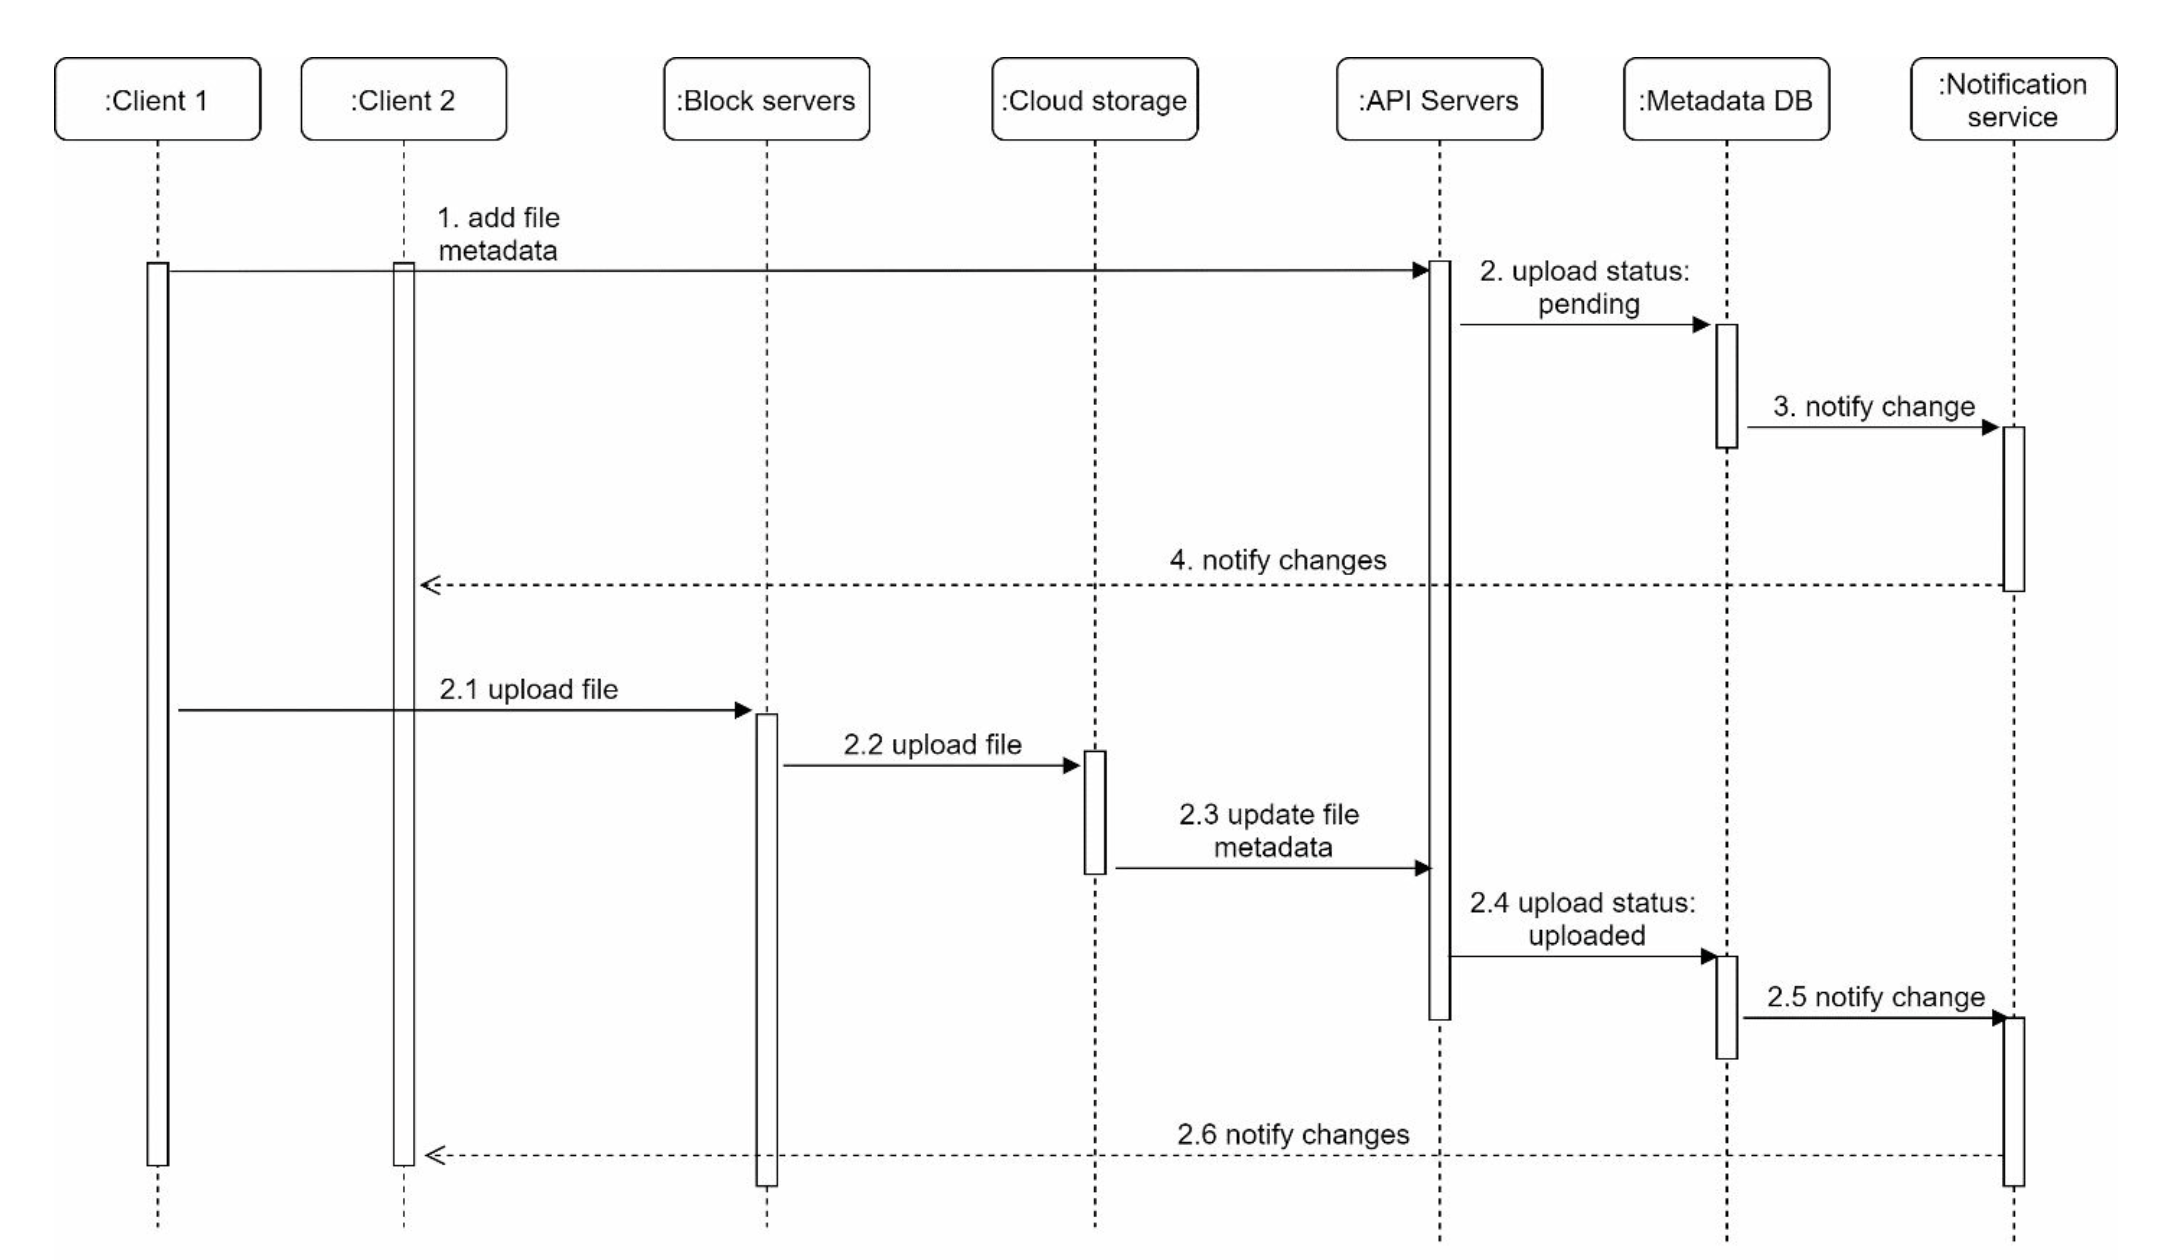 :Client 1
:Client 2
:Block servers
:Cloud storage
:API Servers
:Metadata DB
:Notification
service
1. add file
metadata
2. upload status:
pending
3. notify change
4. notify changes
2.1 upload file
2.2 upload file
2.3 update file
metadata
2.4 upload status:
uploaded
2.5 notify change
2.6 notify changes